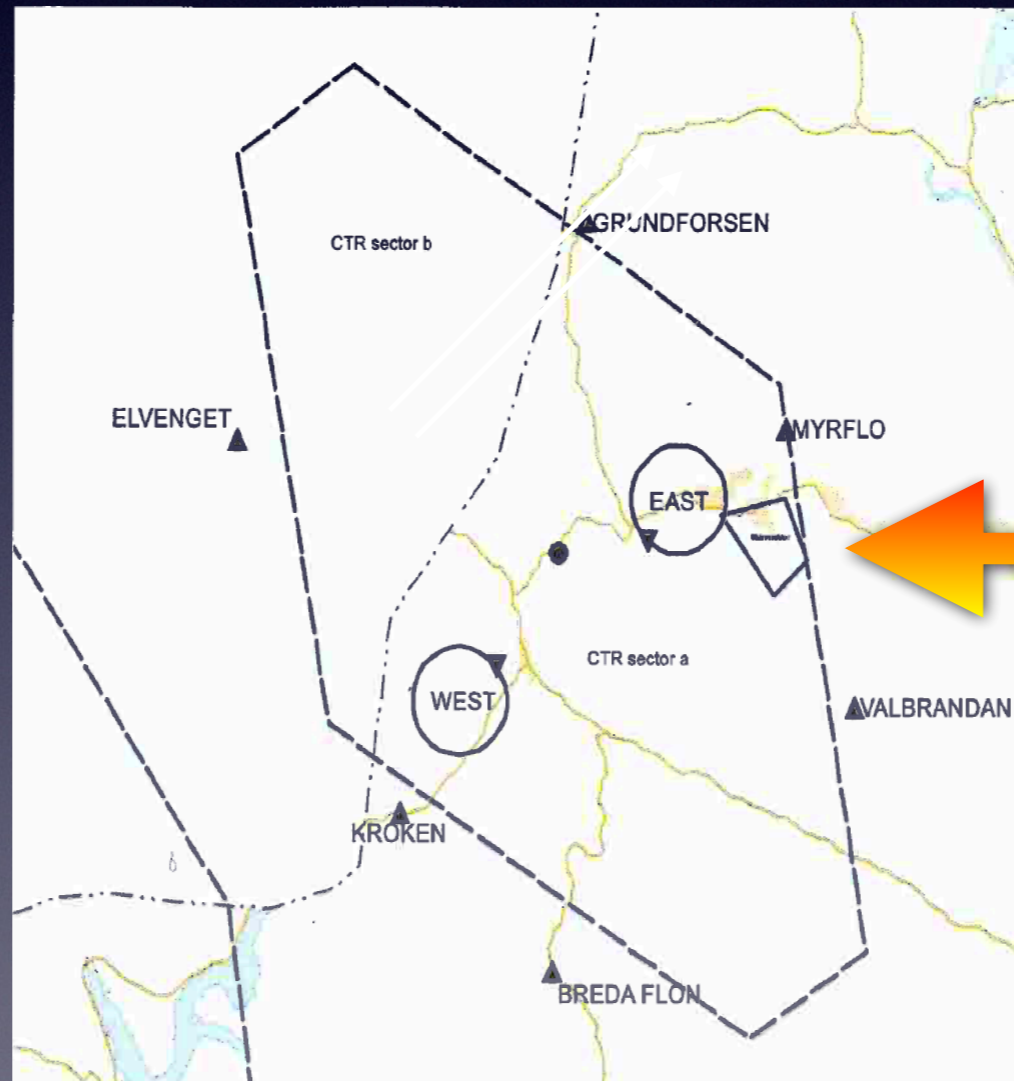 CTR sector b
GRUNDFORSEN
ELVENGET
MYRFLO
EAST
CTR sector a
WEST
VALBRANDAN
KROKEN
BREDA FLON